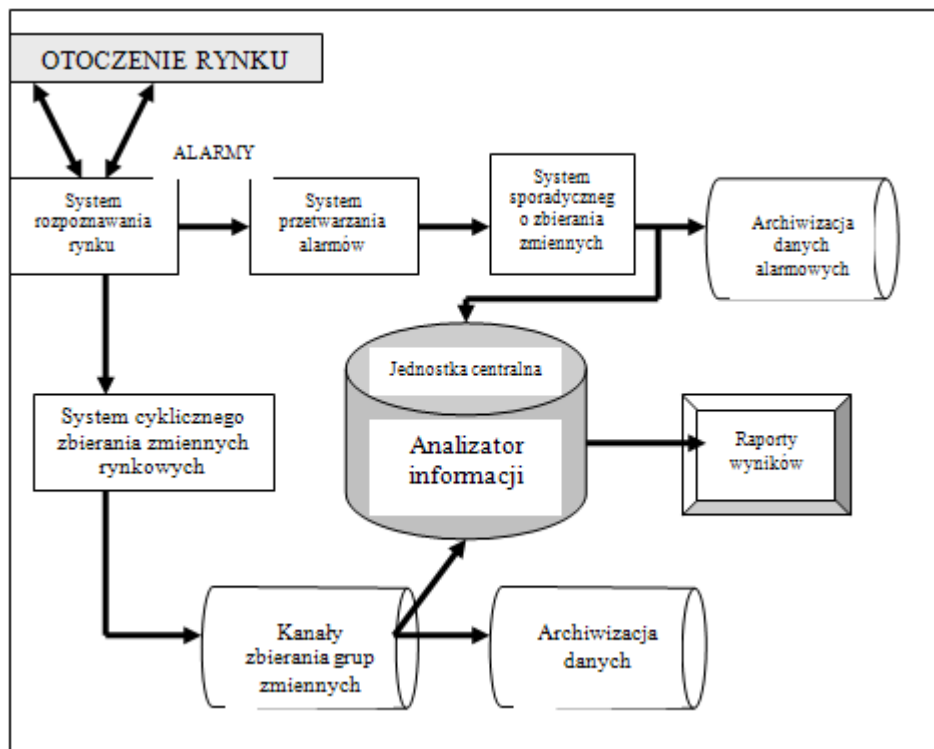 OTOCZENIE RYNKU
ALARMY
System
rozpoznawania
rynku
System
przetwarzania
alarmów
System
sporadyczneg
o zbierania
zmiennych
Archiwizacja
danych
alarmowych
Jednostka centralna
System cyklicznego
zbierania zmiennych
rynkowych
Analizator
informacji
Raporty
wyników
Kanały
zbierania grup
zmiennych
Archiwizacja
danych